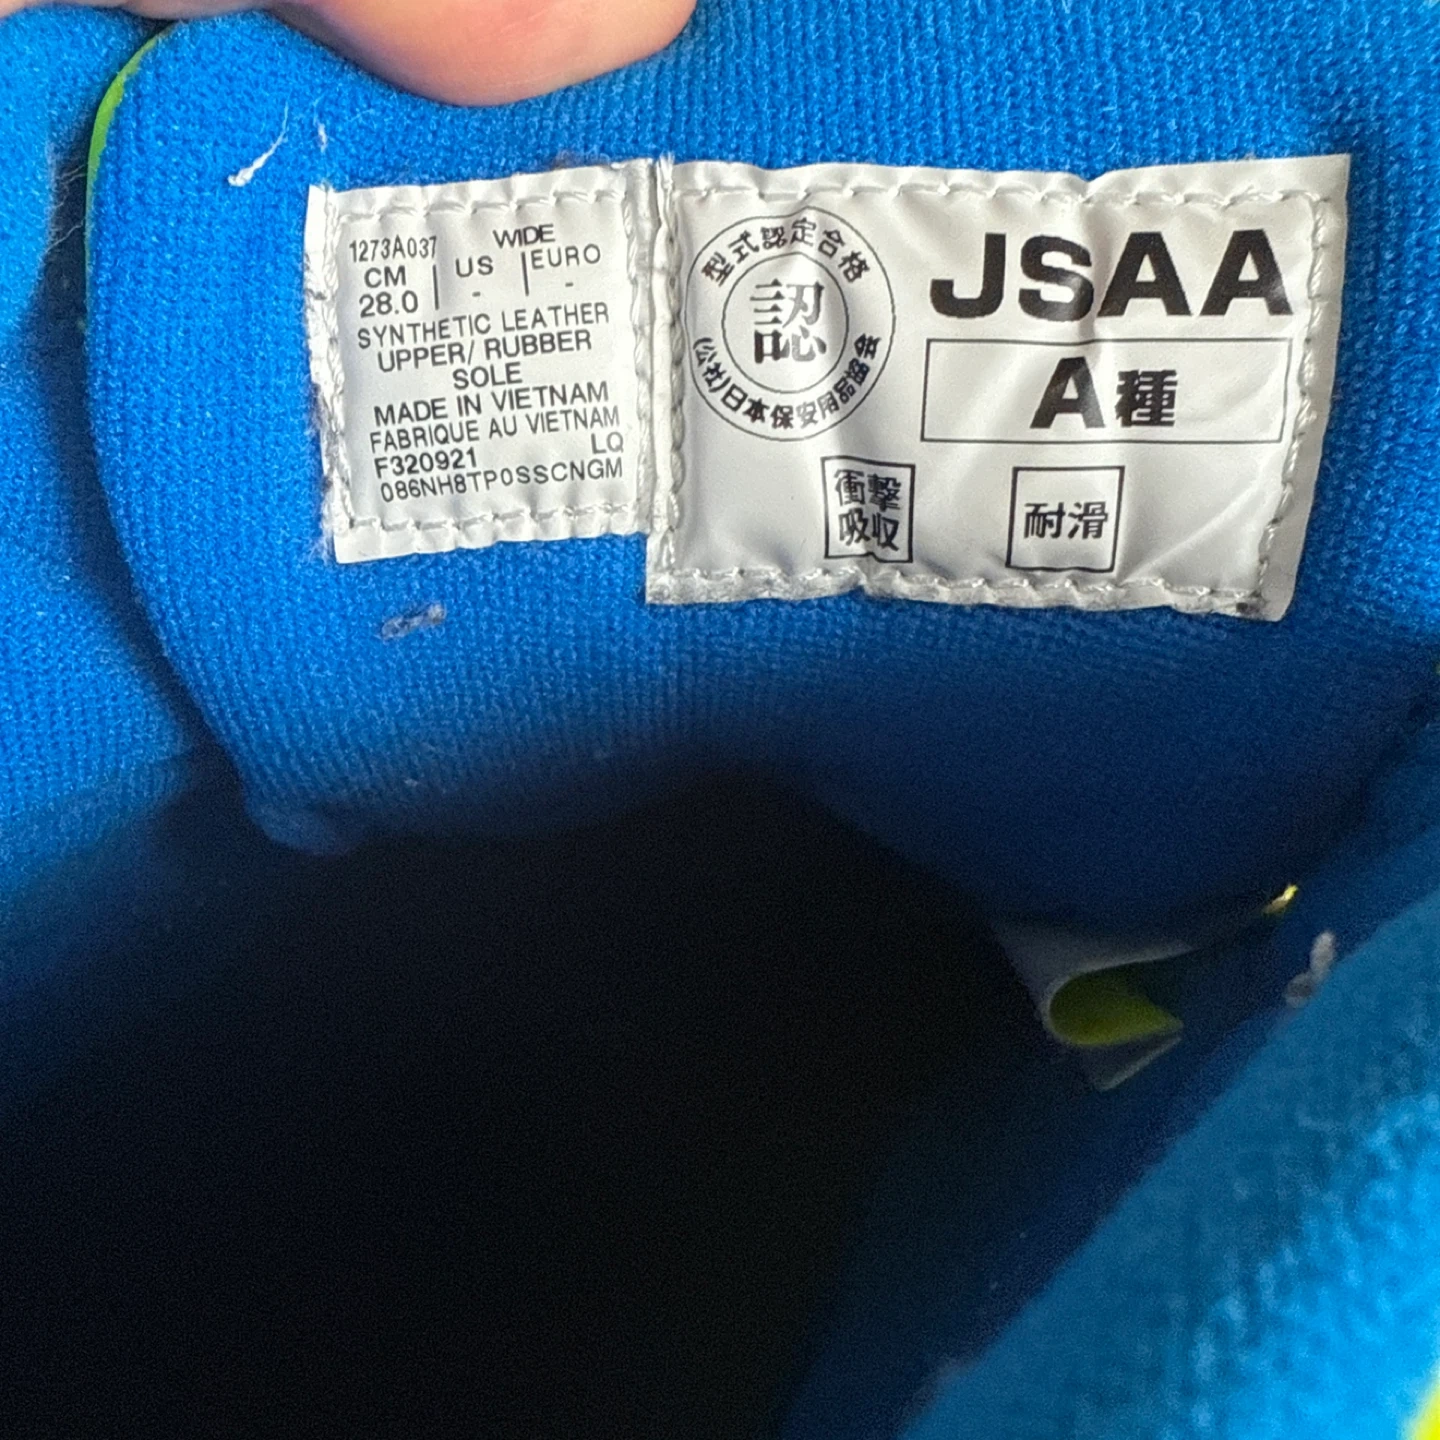 1273A037 WIDE
CM | US | EURO
28.0 | - | -
SYNTHETIC LEATHER
UPPER/ RUBBER
SOLE
MADE IN VIETNAM
FABRIQUE AU VIETNAM
LQ
F320921
086NH8TP0SSCNGM
型式認定合格
認
(公社)日本保安用品協会
JSAA
A種
衝撃
吸収
耐滑